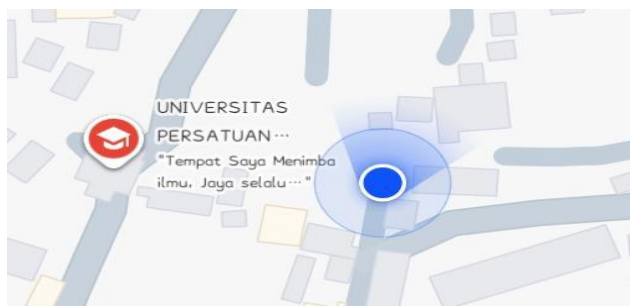 UNIVERSITAS
PERSATUAN...
"Tempat Saya Menimba
ilmu, Jaya selalu..."